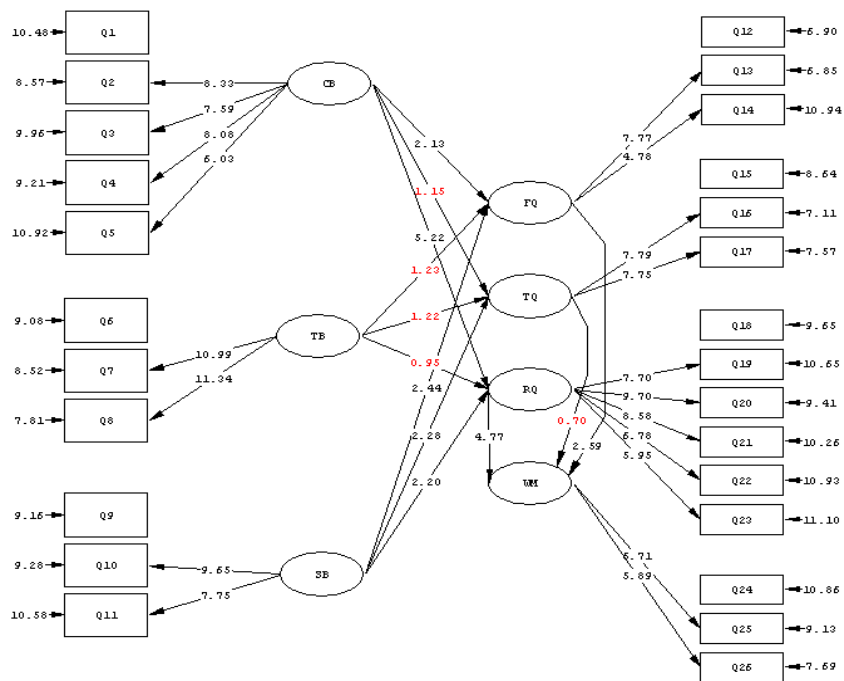 10.48 Q1
8.57 Q2
9.96 Q3
9.21 Q4
10.92 Q5
9.08 Q6
8.52 Q7
7.81 Q8
9.16 Q9
9.28 Q10
10.58 Q11
8.33
7.59
8.08
6.03
10.99
11.34
9.65
7.75
CB
TB
SB
2.13
1.15
5.22
1.23
1.22
0.95
2.44
2.28
2.20
FQ
TQ
RQ
WM
4.77
0.70
2.59
7.77
4.78
7.79
7.75
7.70
9.70
8.58
6.78
5.95
5.71
5.89
Q12 6.90
Q13 6.85
Q14 10.94
Q15 8.64
Q16 7.11
Q17 7.57
Q18 9.65
Q19 10.65
Q20 9.41
Q21 10.26
Q22 10.93
Q23 11.10
Q24 10.86
Q25 9.13
Q26 7.69